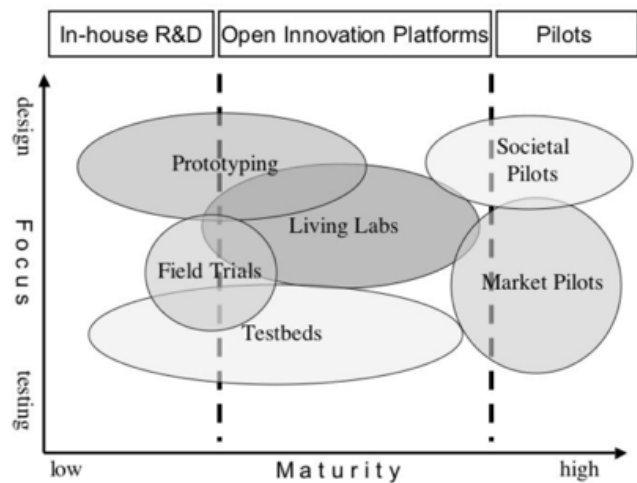 In-house R&D
Open Innovation Platforms
Pilots
design
Focus
testing
Prototyping
Societal
Pilots
Living Labs
Field Trials
Market Pilots
Testbeds
low
Maturity
high